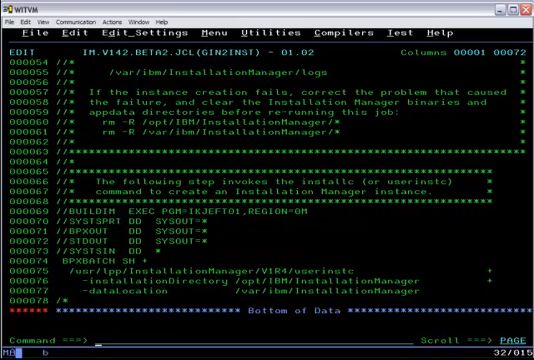 WITVM
File Edit View Communication Actions Window Help
File Edit Edit_Settings Menu Utilities Compilers Test Help
EDIT IM.V142.BETA2.JCL(GIN2INST) - 01.02 Columns 00001 00072
000054 //* *
000055 //* /var/ibm/InstallationManager/logs *
000056 //* *
000057 //* If the instance creation fails, correct the problem that caused *
000058 //* the failure, and clear the Installation Manager binaries and *
000059 //* appdata directories before re-running this job: *
000060 //* rm -R /opt/IBM/InstallationManager/* *
000061 //* rm -R /var/ibm/InstallationManager/* *
000062 //* *
000063 //*******************************************************************
000064 //*
000065 //*************************************************************
000066 //* The following step invokes the installc (or userinstc) *
000067 //* command to create an Installation Manager instance. *
000068 //*************************************************************
000069 //BUILDIM EXEC PGM=IKJEFT01,REGION=0M
000070 //SYSTSPRT DD SYSOUT=*
000071 //BPXOUT DD SYSOUT=*
000072 //STDOUT DD SYSOUT=*
000073 //SYSTSIN DD *
000074 BPXBATCH SH +
000075 /usr/lpp/InstallationManager/V1R4/userinstc +
000076 -installationDirectory /opt/IBM/InstallationManager +
000077 -dataLocation /var/ibm/InstallationManager
000078 /*
****** **************************** Bottom of Data ****************************
Command ===> Scroll ===> PAGE
MA b 32/015